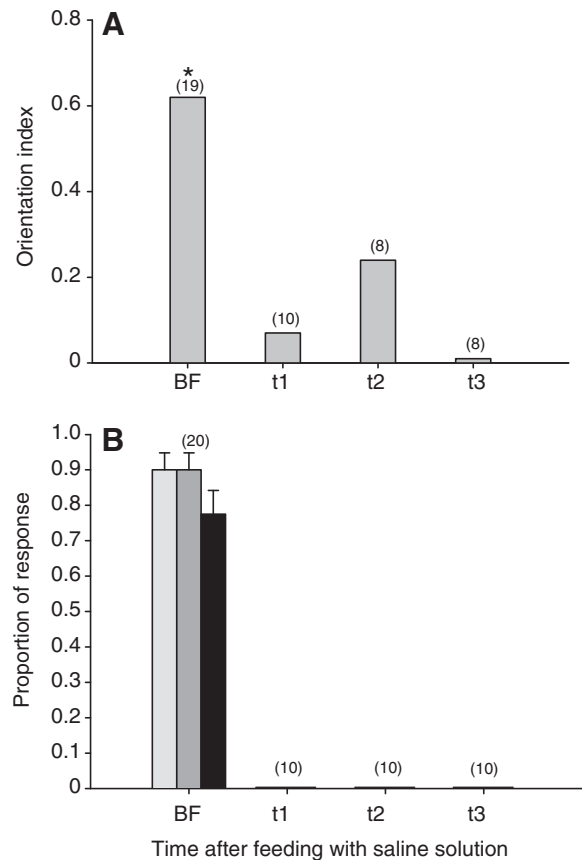 A
0.8
0.6
0.4
0.2
0
Orientation index
*
(19)
(10)
(8)
(8)
BF t1 t2 t3
B
1.0
0.9
0.8
0.7
0.6
0.5
0.4
0.3
0.2
0.1
0
Proportion of response
(20)
(10) (10) (10)
BF t1 t2 t3
Time after feeding with saline solution